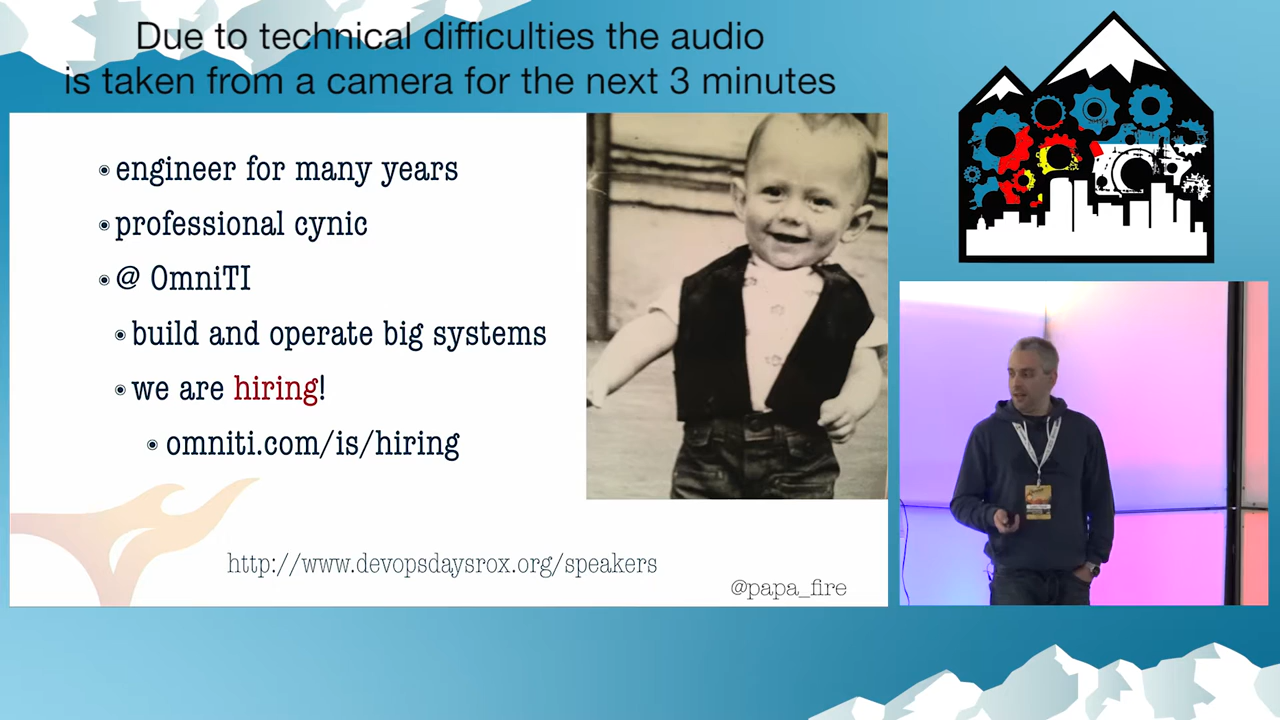 Due to technical difficulties the audio
is taken from a camera for the next 3 minutes
engineer for many years
professional cynic
@ OmniTI
build and operate big systems
we are hiring!
omniti.com/is/hiring
http://www.devopsdaysrox.org/speakers
@papa_fire